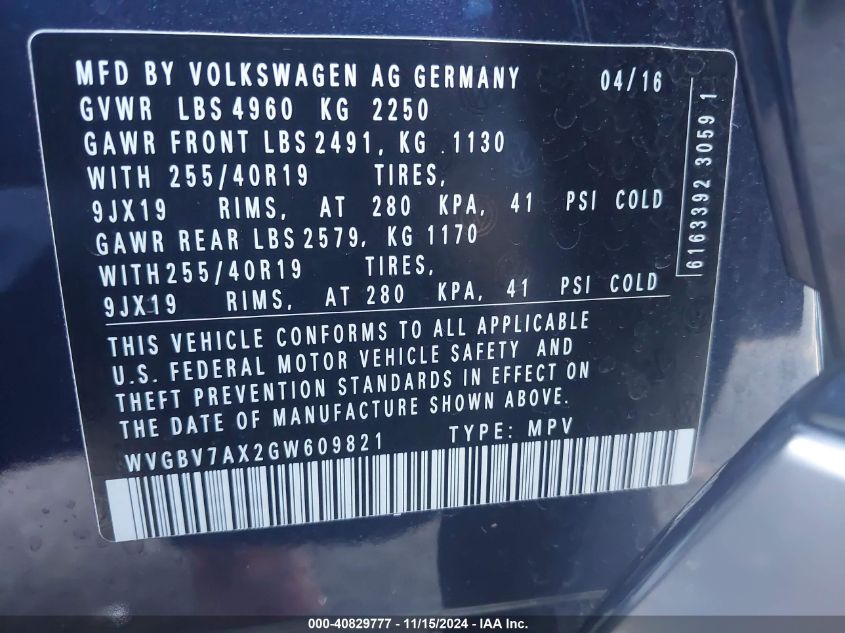 MFD BY VOLKSWAGEN AG GERMANY 04/16
GVWR LBS 4960 KG 2250
GAWR FRONT LBS 2491, KG .1130
WITH 255/40R19 TIRES,
9JX19 RIMS, AT 280 KPA, 41 PSI COLD
GAWR REAR LBS 2579, KG 1170
WITH255/40R19 TIRES,
9JX19 RIMS, AT 280 KPA, 41 PSI COLD
6163392 3059 1
THIS VEHICLE CONFORMS TO ALL APPLICABLE
U.S. FEDERAL MOTOR VEHICLE SAFETY AND
THEFT PREVENTION STANDARDS IN EFFECT ON
THE DATE OF MANUFACTURE SHOWN ABOVE.
WVGBV7AX2GW609821 TYPE: MPV
000-40829777 - 11/15/2024 - IAA Inc.